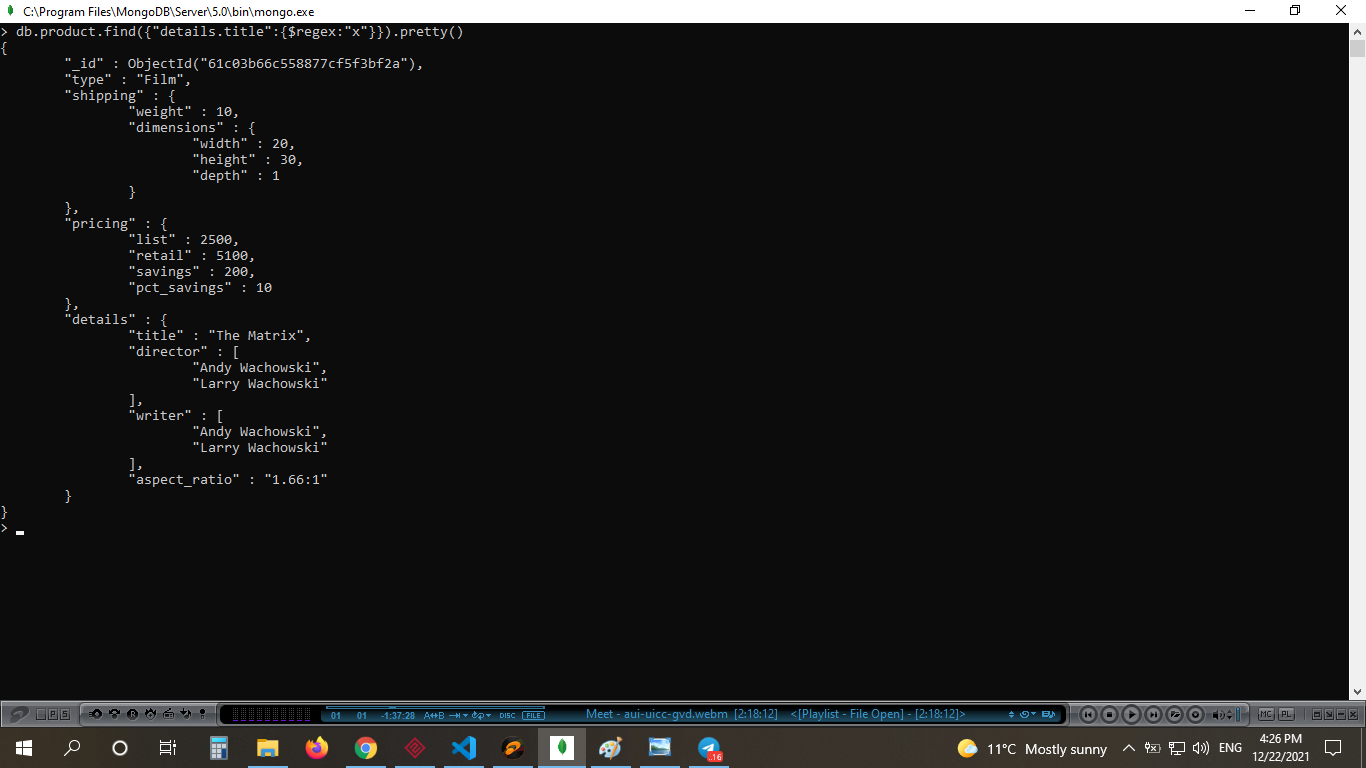 C:\Program Files\MongoDB\Server\5.0\bin\mongo.exe
> db.product.find({"details.title":{$regex:"x"}}).pretty()
{
        "_id" : ObjectId("61c03b66c558877cf5f3bf2a"),
        "type" : "Film",
        "shipping" : {
                "weight" : 10,
                "dimensions" : {
                        "width" : 20,
                        "height" : 30,
                        "depth" : 1
                }
        },
        "pricing" : {
                "list" : 2500,
                "retail" : 5100,
                "savings" : 200,
                "pct_savings" : 10
        },
        "details" : {
                "title" : "The Matrix",
                "director" : [
                        "Andy Wachowski",
                        "Larry Wachowski"
                ],
                "writer" : [
                        "Andy Wachowski",
                        "Larry Wachowski"
                ],
                "aspect_ratio" : "1.66:1"
        }
}
>
P S R 01 01 -1:37:28 A↔B DISC FILE Meet - aui-uicc-gvd.webm [2:18:12] <[Playlist - File Open] - [2:18:12]> MC PL
..16 11°C Mostly sunny ENG 4:26 PM
12/22/2021